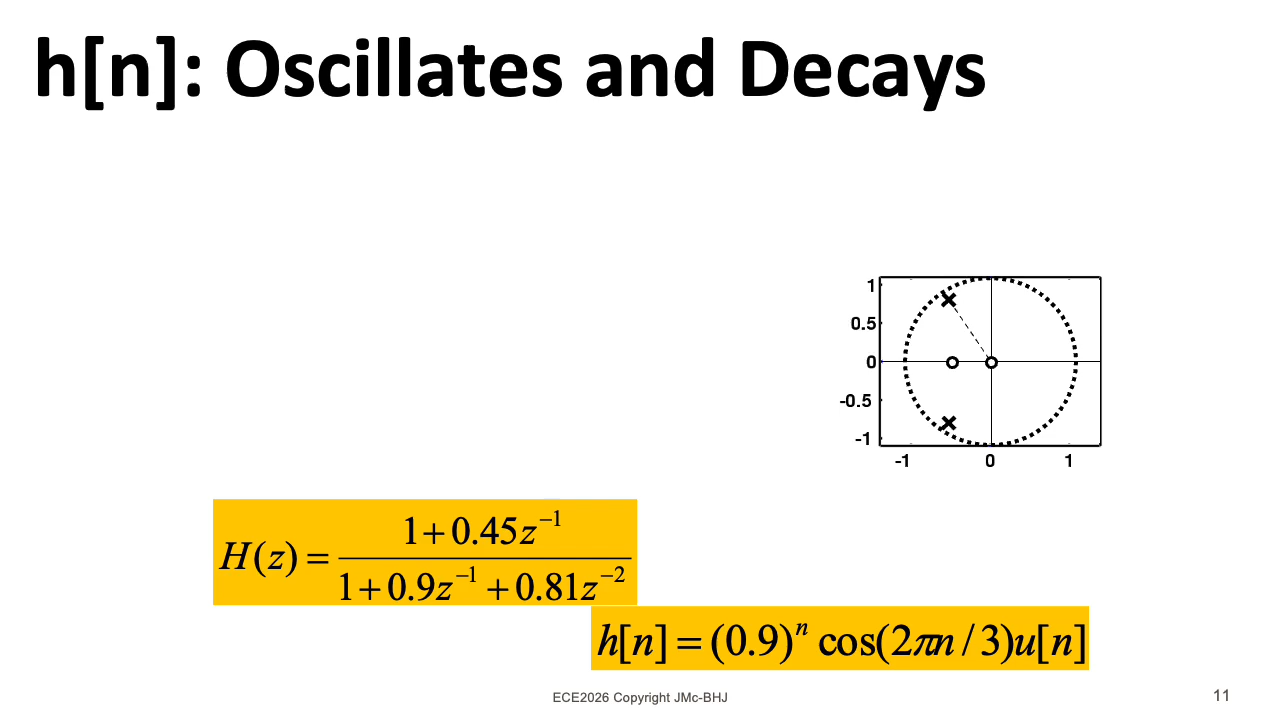 h[n]: Oscillates and Decays
1
0.5
0
-0.5
-1
-1 0 1
H(z) = (1+0.45z⁻¹)/(1+0.9z⁻¹+0.81z⁻²)
h[n] = (0.9)ⁿ cos(2πn/3)u[n]
ECE2026 Copyright JMc-BHJ
11